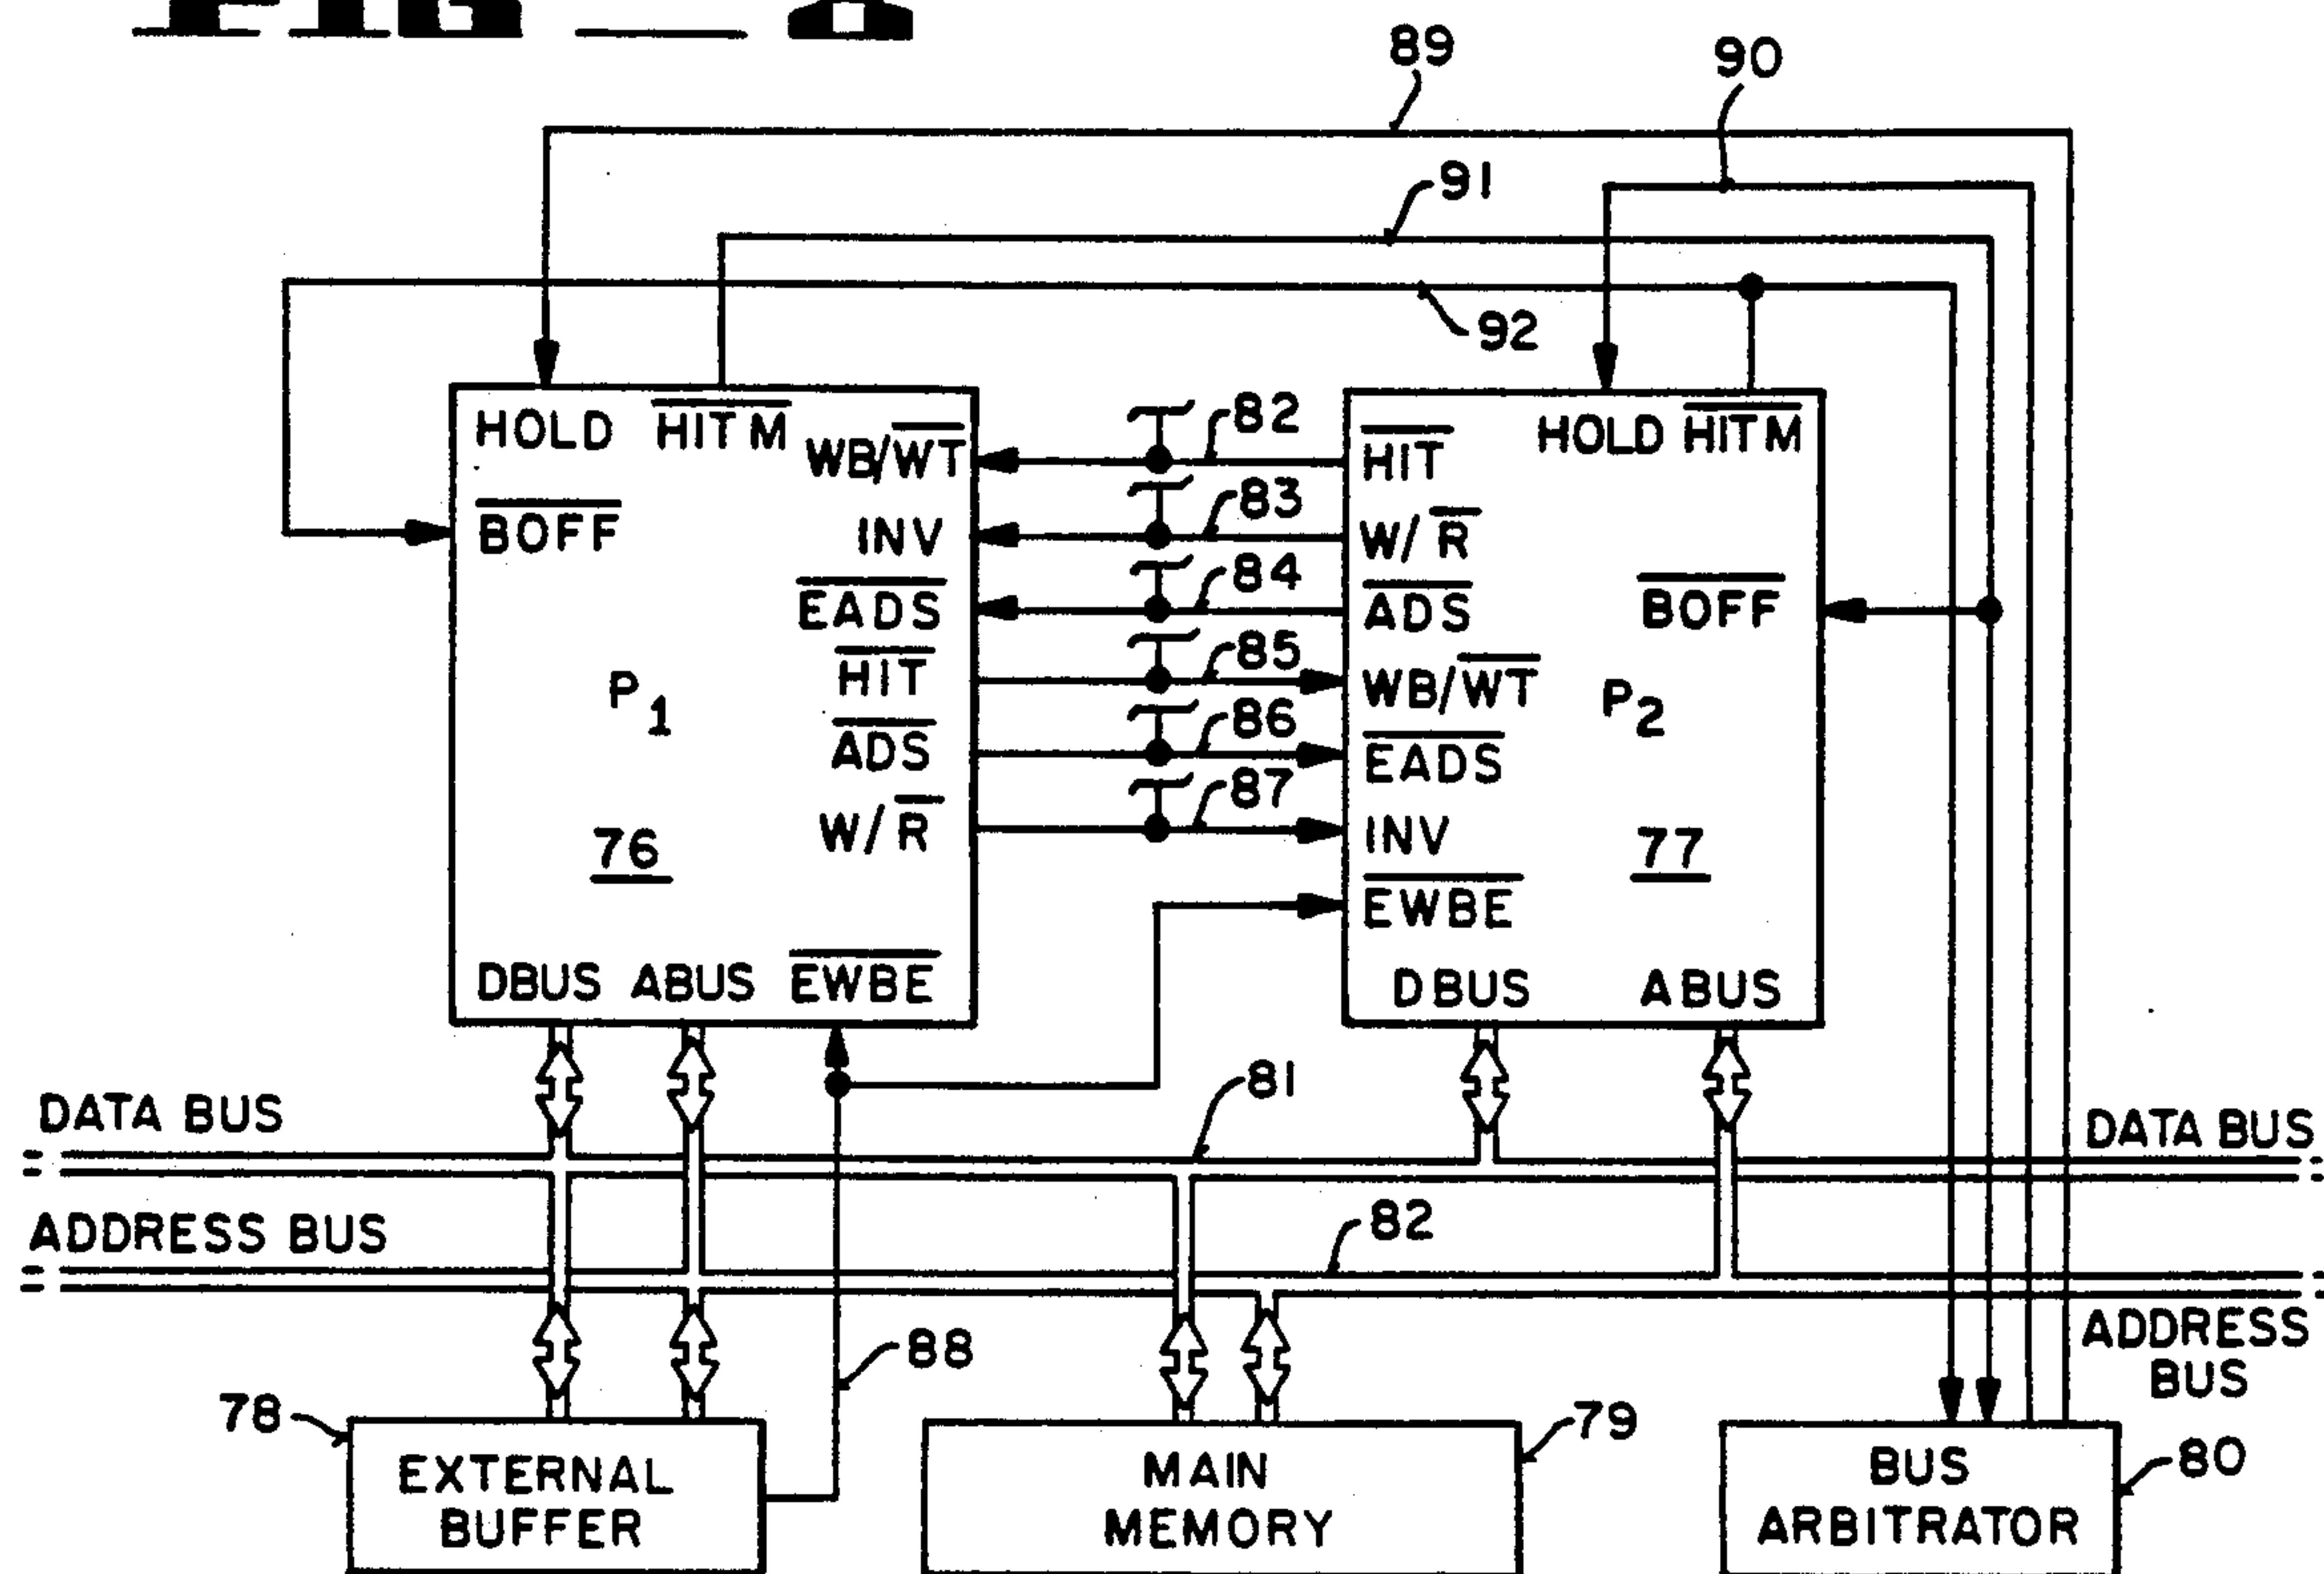 FIG 8
89
90
91
92
HOLD HITM
WB/WT
BOFF
INV
EADS
HIT
P1
ADS
W/R
76
DBUS ABUS EWBE
82
83
84
85
86
87
HOLD HITM
HIT
W/R
ADS
BOFF
WB/WT
P2
EADS
INV
77
EWBE
DBUS ABUS
81
DATA BUS
DATA BUS
ADDRESS BUS
82
ADDRESS
BUS
88
78
EXTERNAL
BUFFER
79
MAIN
MEMORY
BUS
ARBITRATOR
80